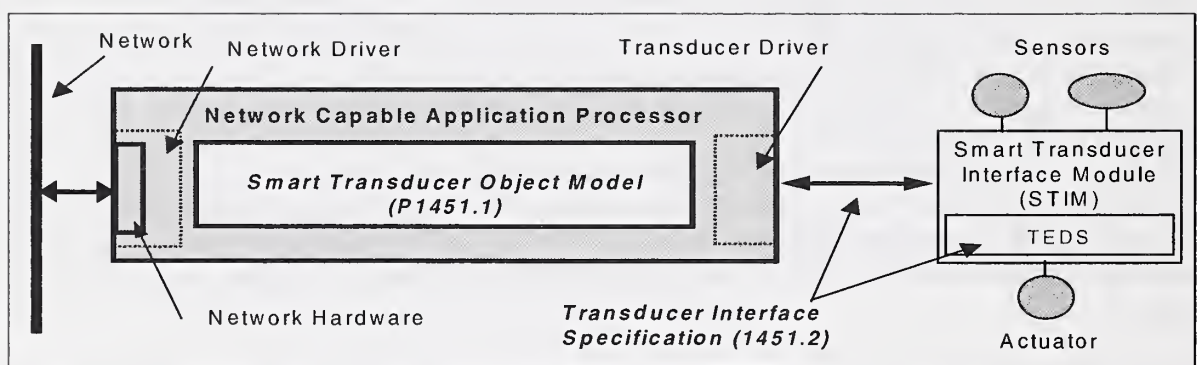 Network
Network Driver
Transducer Driver
Sensors
Network Capable Application Processor
Smart Transducer Object Model
(P1451.1)
Smart Transducer
Interface Module
(STIM)
TEDS
Network Hardware
Transducer Interface
Specification (1451.2)
Actuator